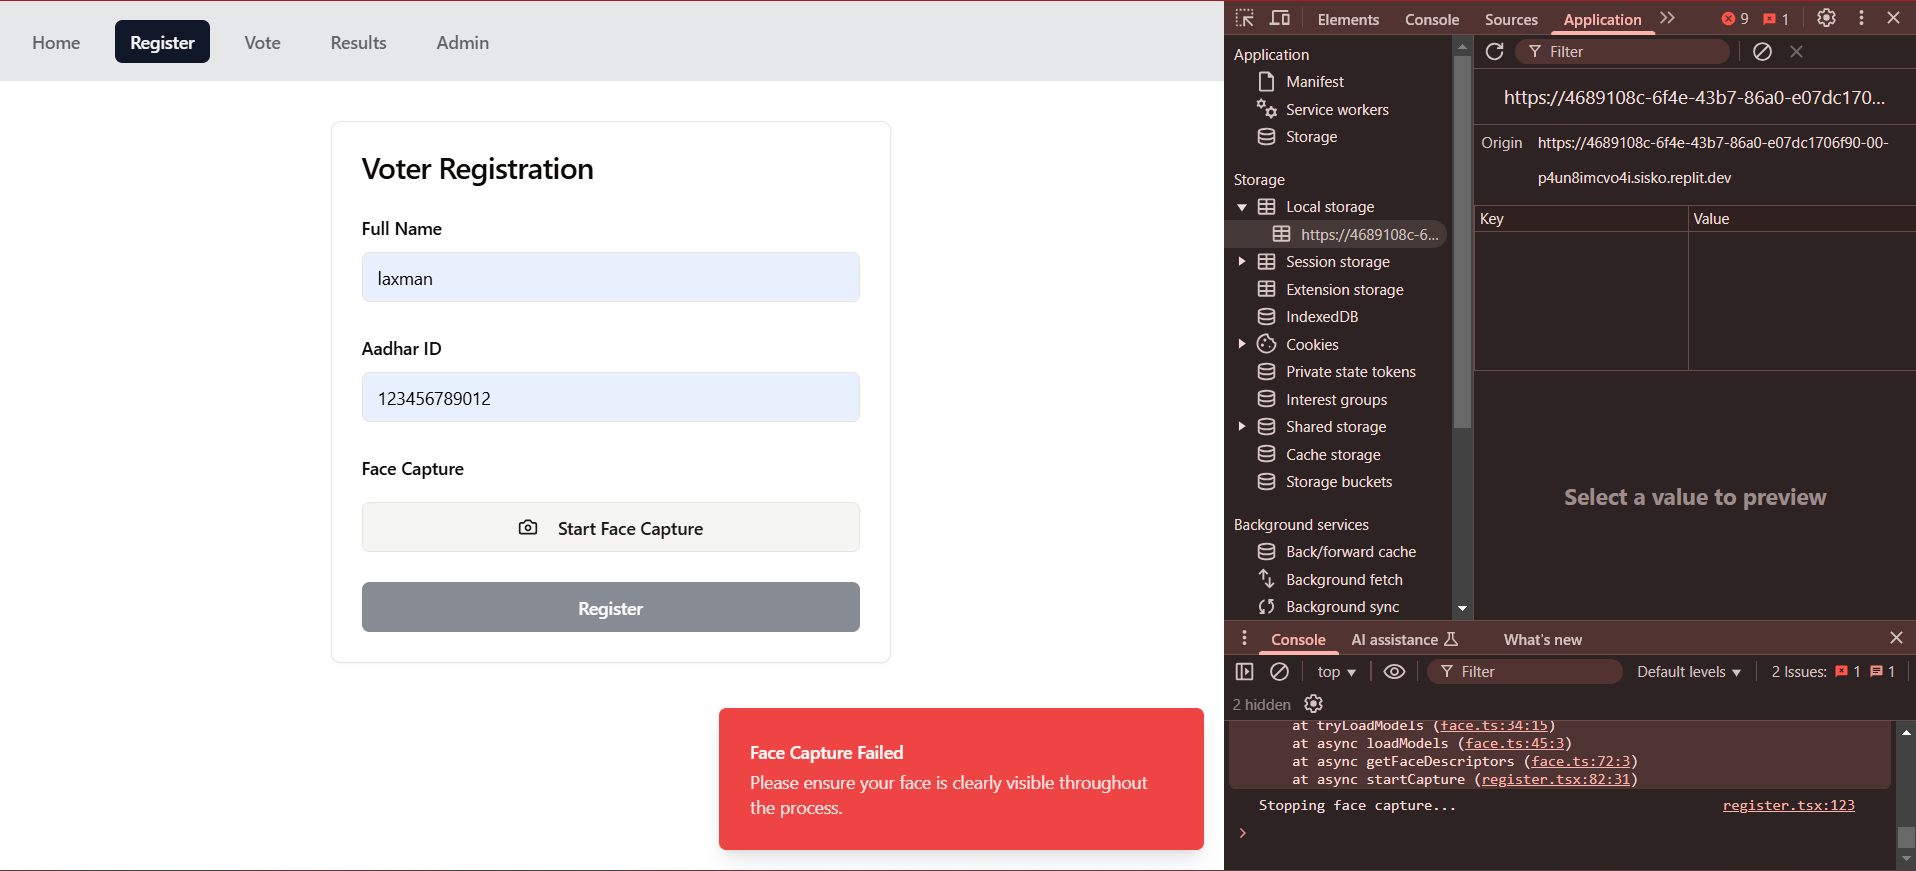 Home
Register
Vote
Results
Admin
Voter Registration
Full Name
laxman
Aadhar ID
123456789012
Face Capture
Start Face Capture
Register
Face Capture Failed
Please ensure your face is clearly visible throughout
the process.
Elements
Console
Sources
Application
9
1
Application
Manifest
Service workers
Storage
Storage
Local storage
https://4689108c-6...
Session storage
Extension storage
IndexedDB
Cookies
Private state tokens
Interest groups
Shared storage
Cache storage
Storage buckets
Background services
Back/forward cache
Background fetch
Background sync
Filter
https://4689108c-6f4e-43b7-86a0-e07dc170...
Origin https://4689108c-6f4e-43b7-86a0-e07dc1706f90-00-
p4un8imcvo4i.sisko.replit.dev
Key Value
Select a value to preview
Console
AI assistance
What's new
top
Filter
Default levels
2 Issues: 1 1
2 hidden
at tryLoadModels (face.ts:34:15)
at async loadModels (face.ts:45:3)
at async getFaceDescriptors (face.ts:72:3)
at async startCapture (register.tsx:82:31)
Stopping face capture... register.tsx:123